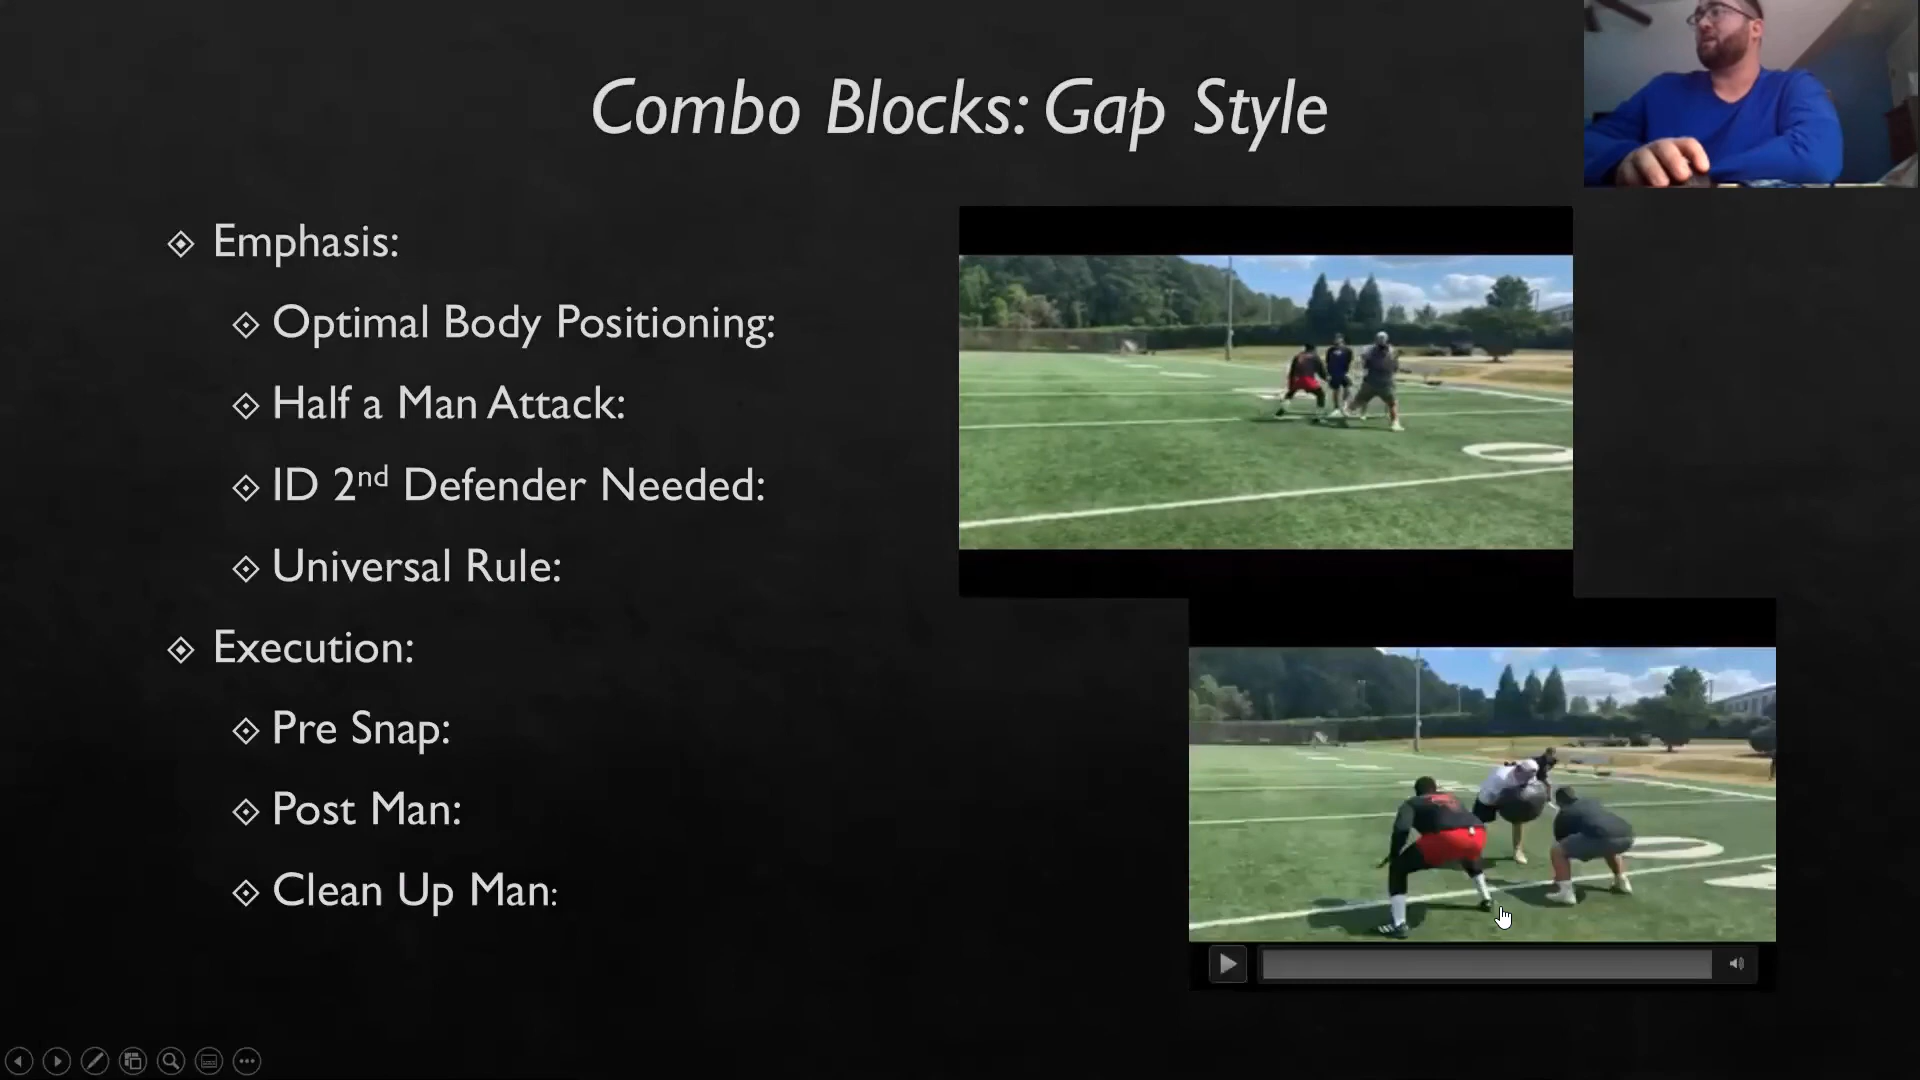 Combo Blocks: Gap Style
Emphasis:
Optimal Body Positioning:
Half a Man Attack:
ID 2nd Defender Needed:
Universal Rule:
Execution:
Pre Snap:
Post Man:
Clean Up Man: